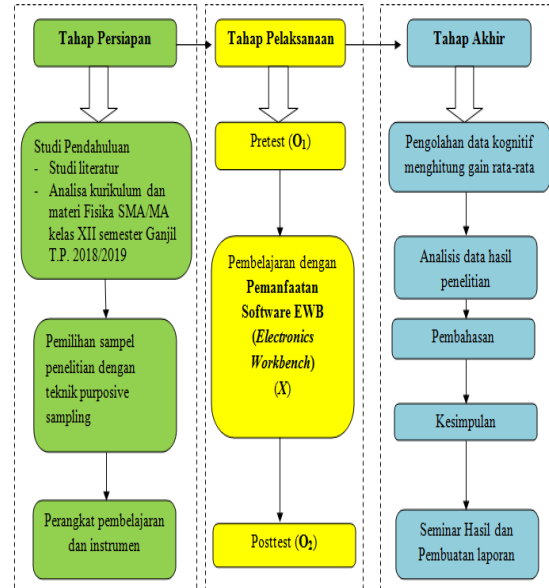 Tahap Persiapan
Studi Pendahuluan
- Studi literatur
- Analisa kurikulum dan
materi Fisika SMA/MA
kelas XII semester Ganjil
T.P. 2018/2019
Pemilihan sampel
penelitian dengan
teknik purposive
sampling
Perangkat pembelajaran
dan instrumen
Tahap Pelaksanaan
Pretest (O₁)
Pembelajaran dengan
Pemanfaatan
Software EWB
(Electronics
Workbench)
(X)
Posttest (O₂)
Tahap Akhir
Pengolahan data kognitif
menghitung gain rata-rata
Analisis data hasil
penelitian
Pembahasan
Kesimpulan
Seminar Hasil dan
Pembuatan laporan